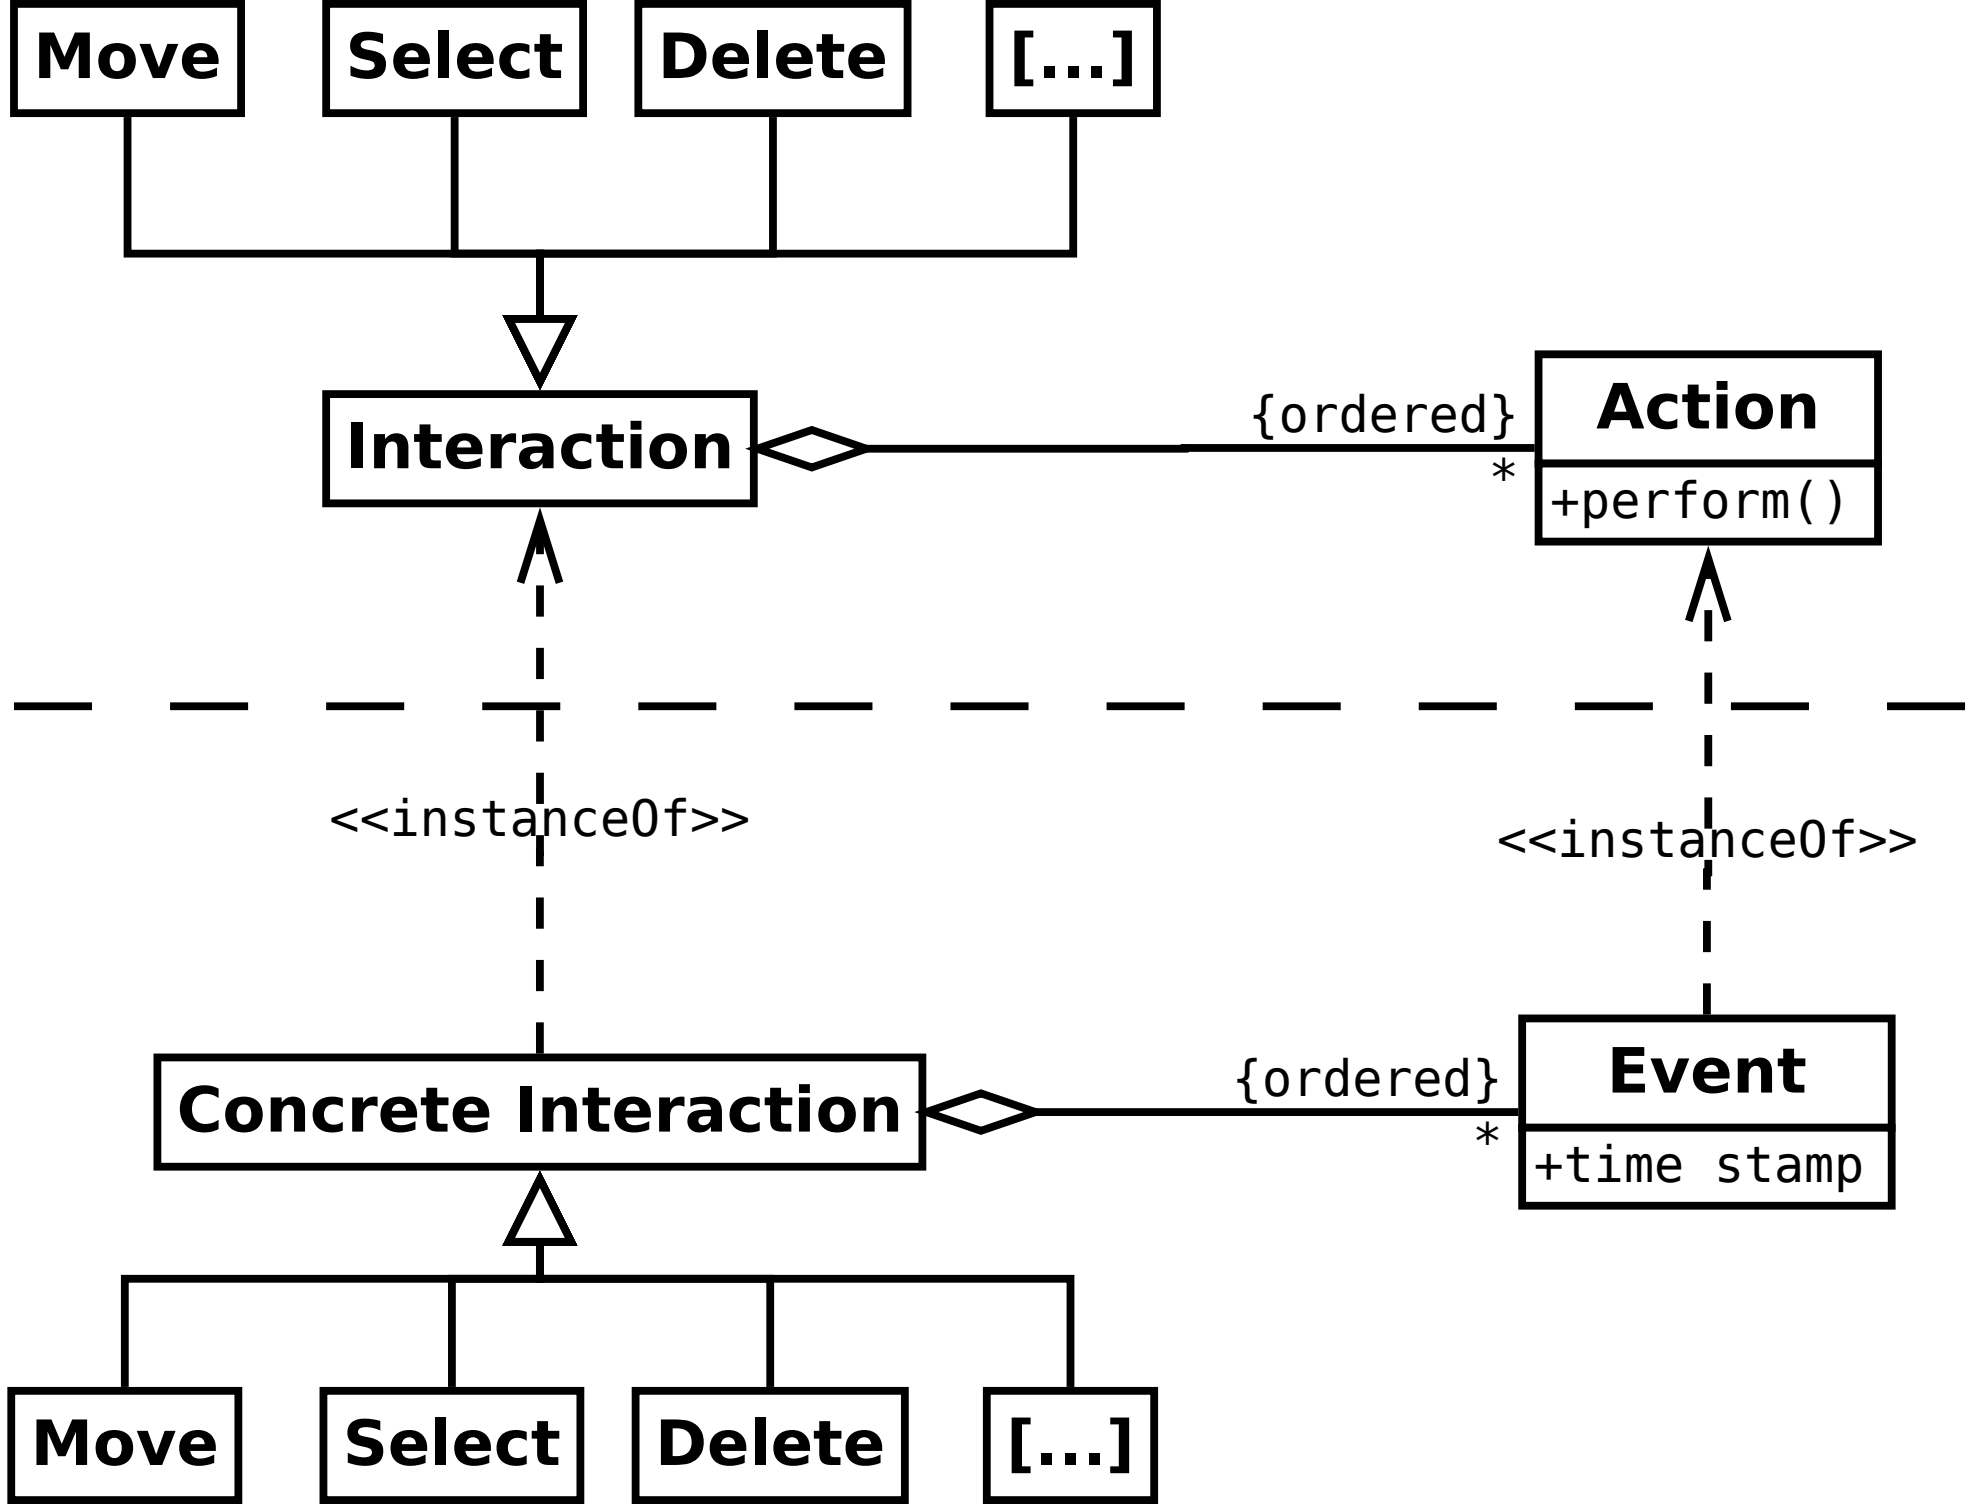 Move
Select
Delete
[...]
Interaction
{ordered}
*
Action
+perform()
<<instanceOf>>
<<instanceOf>>
Concrete Interaction
{ordered}
*
Event
+time stamp
Move
Select
Delete
[...]